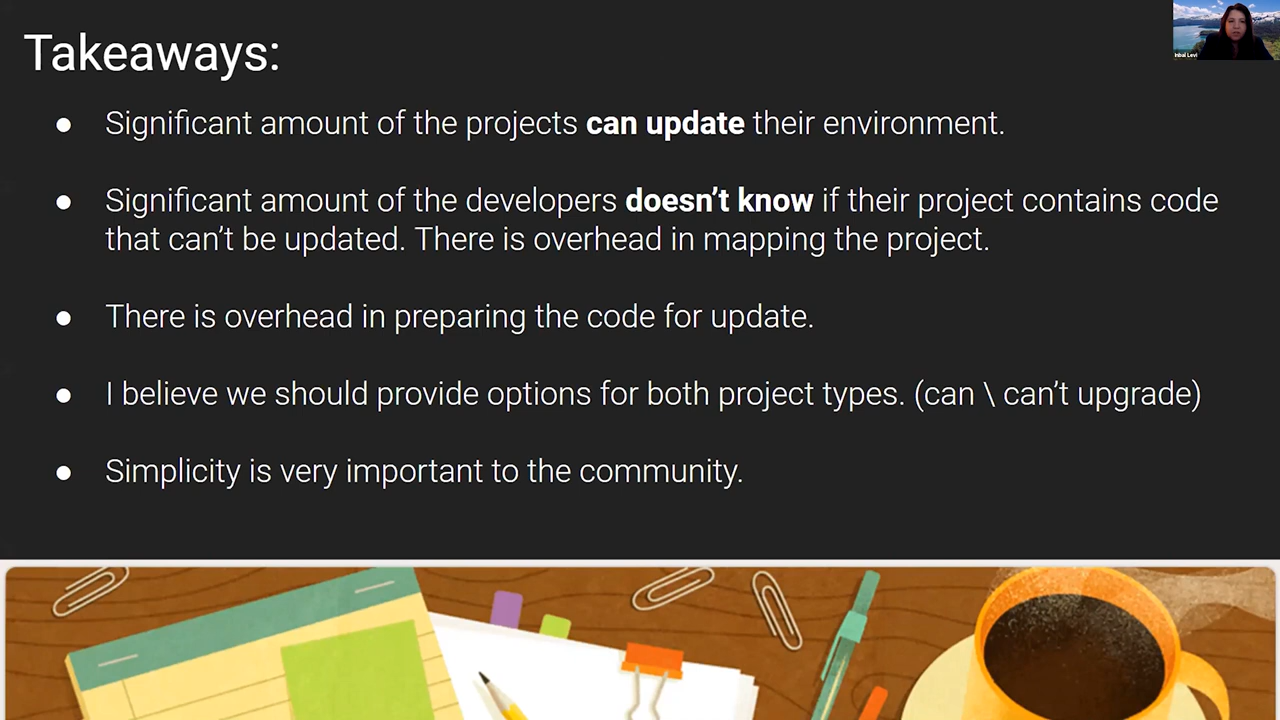 Takeaways:
Inbal Levi
● Significant amount of the projects can update their environment.
● Significant amount of the developers doesn’t know if their project contains code
that can’t be updated. There is overhead in mapping the project.
● There is overhead in preparing the code for update.
● I believe we should provide options for both project types. (can \ can’t upgrade)
● Simplicity is very important to the community.